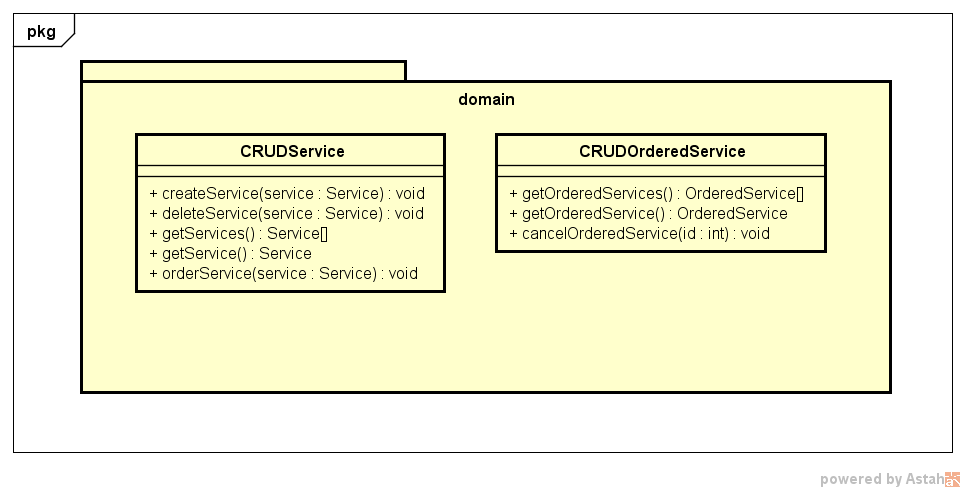 pkg
domain
CRUDService
+ createService(service : Service) : void
+ deleteService(service : Service) : void
+ getServices() : Service[]
+ getService() : Service
+ orderService(service : Service) : void
CRUDOrderedService
+ getOrderedServices() : OrderedService[]
+ getOrderedService() : OrderedService
+ cancelOrderedService(id : int) : void
powered by Astah